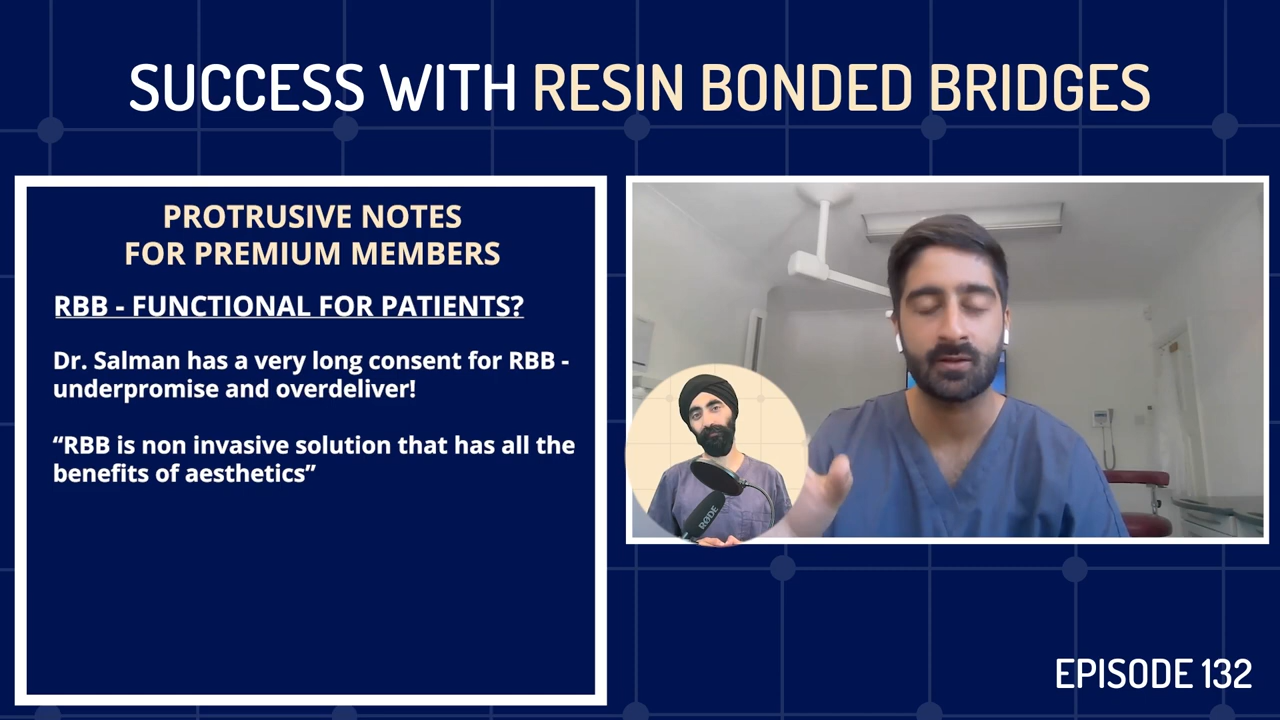 SUCCESS WITH RESIN BONDED BRIDGES
PROTRUSIVE NOTES
FOR PREMIUM MEMBERS
RBB - FUNCTIONAL FOR PATIENTS?
Dr. Salman has a very long consent for RBB -
underpromise and overdeliver!
“RBB is non invasive solution that has all the
benefits of aesthetics”
RØDE
EPISODE 132